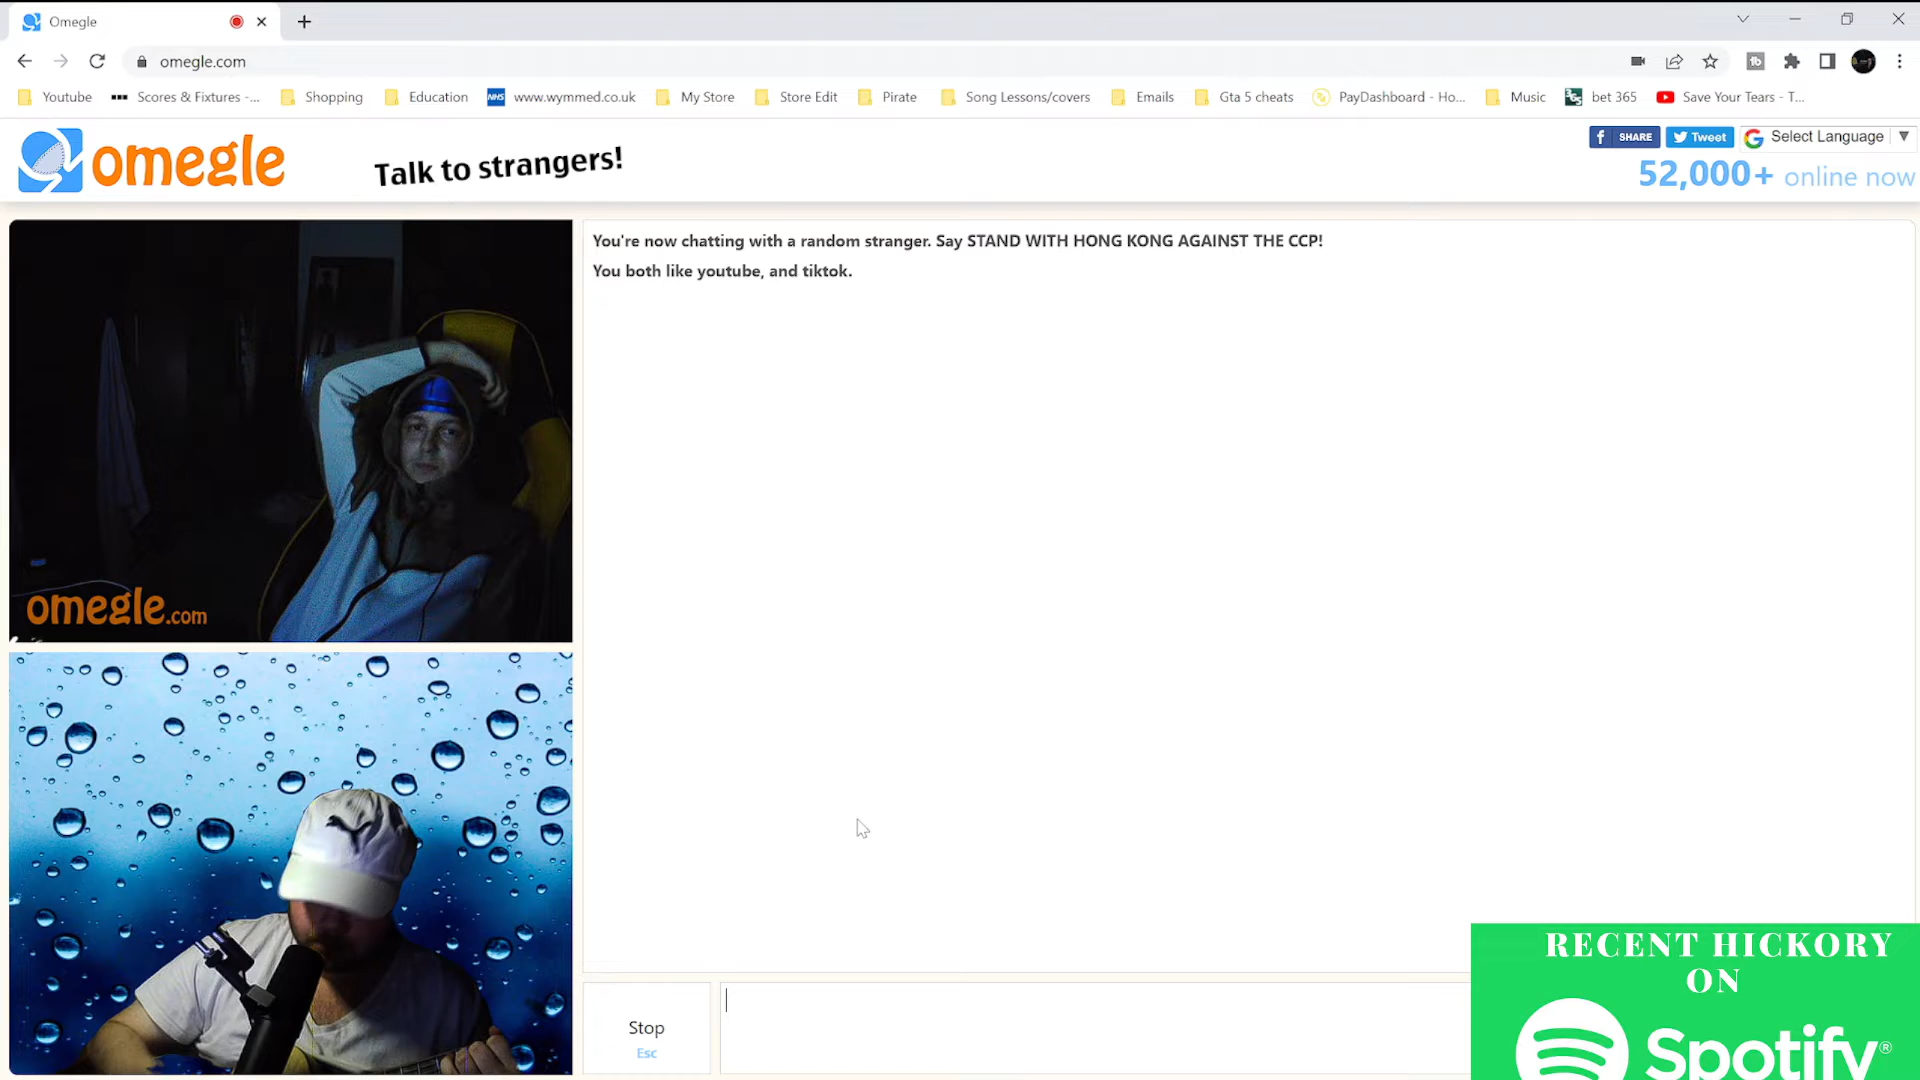 Omegle
omegle.com
Youtube
Scores & Fixtures -...
Shopping
Education
NHS
www.wymmed.co.uk
My Store
Store Edit
Pirate
Song Lessons/covers
Emails
Gta 5 cheats
PayDashboard - Ho...
Music
bet 365
Save Your Tears - T...
omegle
Talk to strangers!
SHARE
Tweet
Select Language
52,000+ online now
You're now chatting with a random stranger. Say STAND WITH HONG KONG AGAINST THE CCP!
You both like youtube, and tiktok.
omegle.com
Stop
Esc
RECENT HICKORY
ON
Spotify®